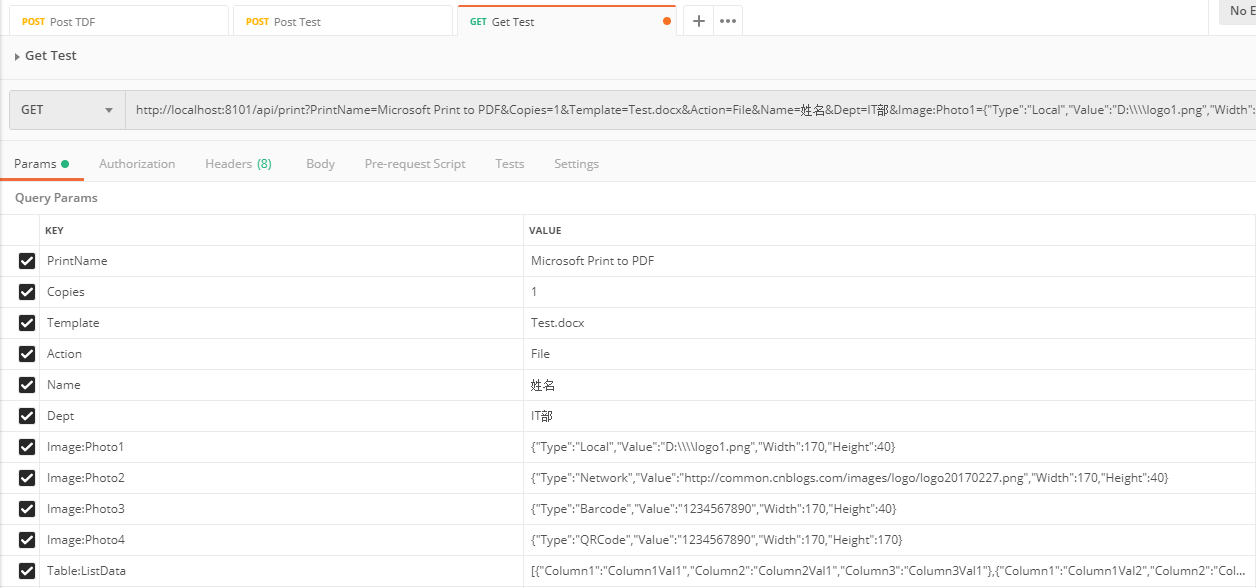 POST Post TDF POST Post Test GET Get Test + ••• No E
Get Test
GET http://localhost:8101/api/print?PrintName=Microsoft Print to PDF&Copies=1&Template=Test.docx&Action=File&Name=姓名&Dept=IT部&Image:Photo1={"Type":"Local","Value":"D:\\\\logo1.png","Width":
Params Authorization Headers (8) Body Pre-request Script Tests Settings
Query Params
KEY VALUE
PrintName Microsoft Print to PDF
Copies 1
Template Test.docx
Action File
Name 姓名
Dept IT部
Image:Photo1 {"Type":"Local","Value":"D:\\\\logo1.png","Width":170,"Height":40}
Image:Photo2 {"Type":"Network","Value":"http://common.cnblogs.com/images/logo/logo20170227.png","Width":170,"Height":40}
Image:Photo3 {"Type":"Barcode","Value":"1234567890","Width":170,"Height":40}
Image:Photo4 {"Type":"QRCode","Value":"1234567890","Width":170,"Height":170}
Table:ListData [{"Column1":"Column1Val1","Column2":"Column2Val1","Column3":"Column3Val1"},{"Column1":"Column1Val2","Column2":"Col...